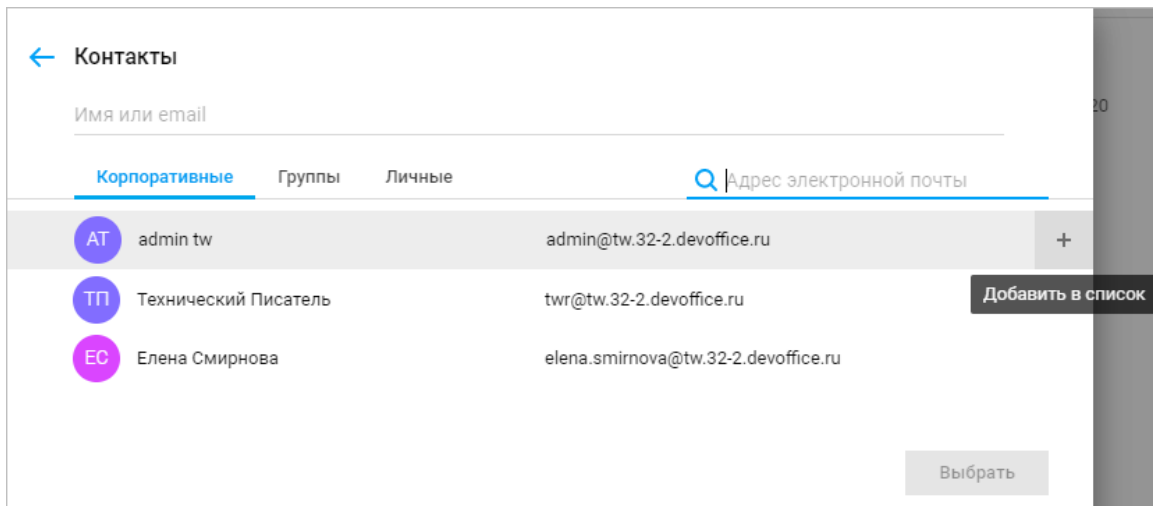 Контакты
Имя или email
20
Корпоративные Группы Личные Адрес электронной почты
АТ admin tw admin@tw.32-2.devoffice.ru +
Добавить в список
ТП Технический Писатель twr@tw.32-2.devoffice.ru
ЕС Елена Смирнова elena.smirnova@tw.32-2.devoffice.ru
Выбрать